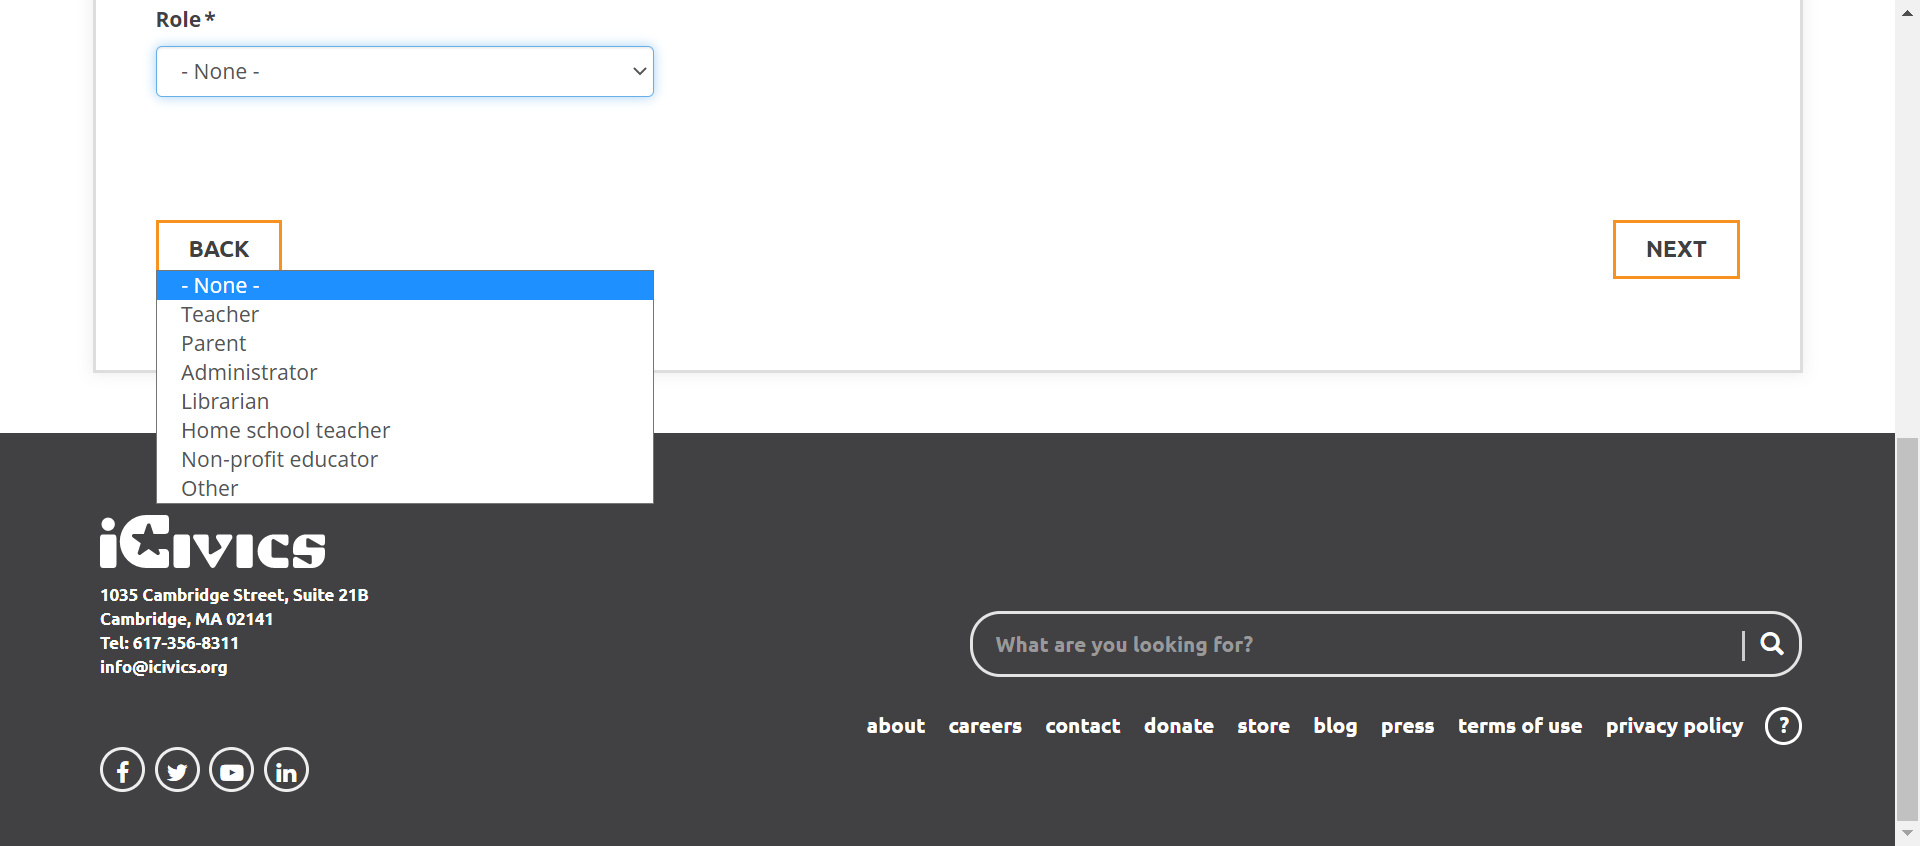 Role*
- None -
BACK
NEXT
- None -
Teacher
Parent
Administrator
Librarian
Home school teacher
Non-profit educator
Other
iCivics
1035 Cambridge Street, Suite 21B
Cambridge, MA 02141
Tel: 617-356-8311
info@icivics.org
What are you looking for?
about careers contact donate store blog press terms of use privacy policy ?